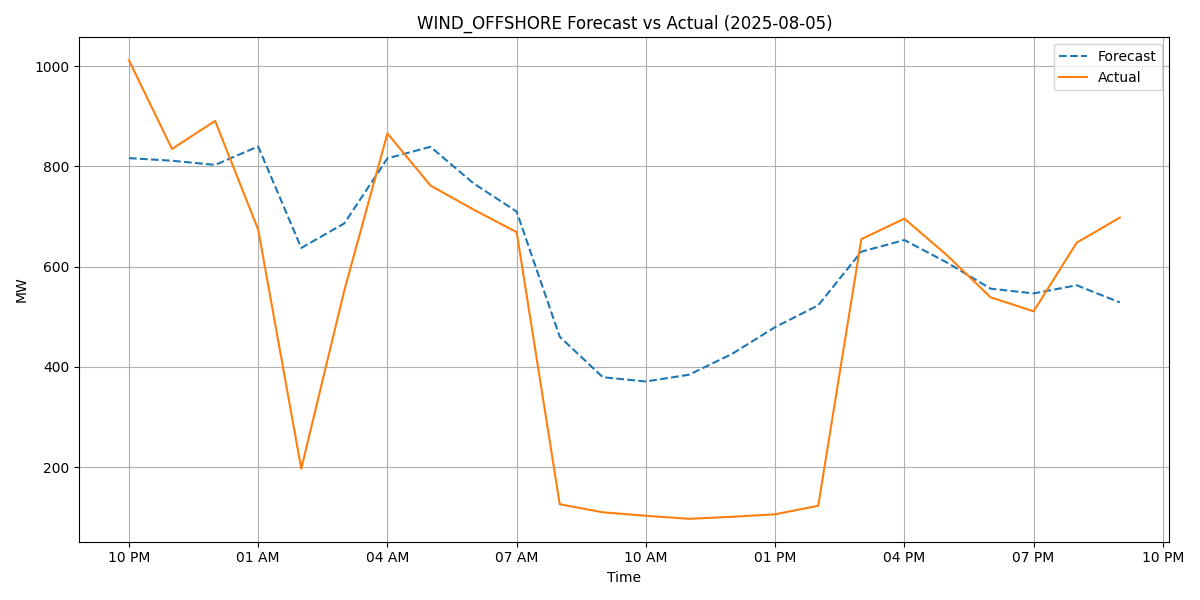 WIND_OFFSHORE Forecast vs Actual (2025-08-05)
Forecast
Actual
1000
800
600
400
200
MW
10 PM 01 AM 04 AM 07 AM 10 AM 01 PM 04 PM 07 PM 10 PM
Time